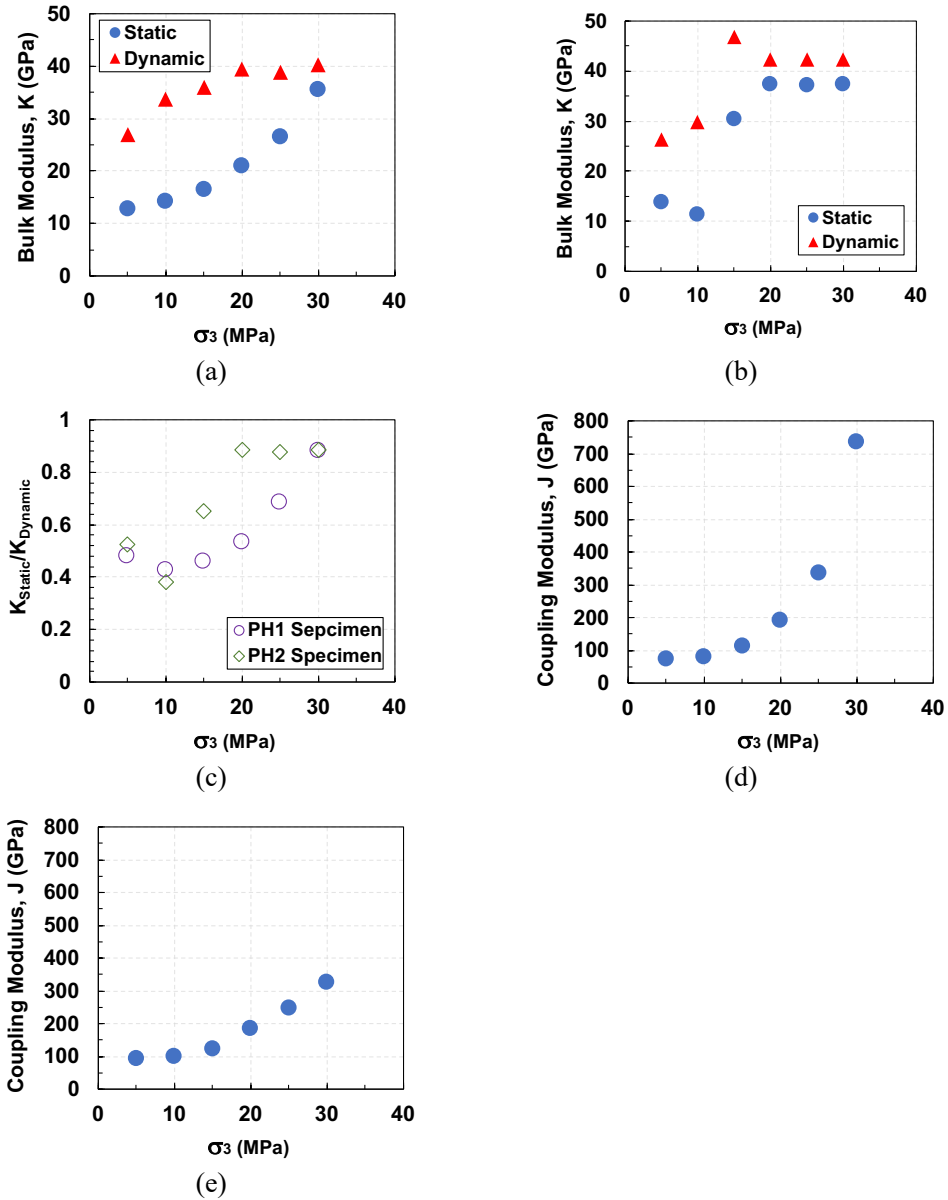 50
40
30
20
10
0
Bulk Modulus, K (GPa)
Static
Dynamic
0 10 20 30 40
σ3 (MPa)
(a)
50
40
30
20
10
0
Bulk Modulus, K (GPa)
Static
Dynamic
0 10 20 30 40
σ3 (MPa)
(b)
1
0.8
0.6
0.4
0.2
0
KStatic/KDynamic
PH1 Sepcimen
PH2 Specimen
0 10 20 30 40
σ3 (MPa)
(c)
800
700
600
500
400
300
200
100
0
Coupling Modulus, J (GPa)
0 10 20 30 40
σ3 (MPa)
(d)
800
700
600
500
400
300
200
100
0
Coupling Modulus, J (GPa)
0 10 20 30 40
σ3 (MPa)
(e)